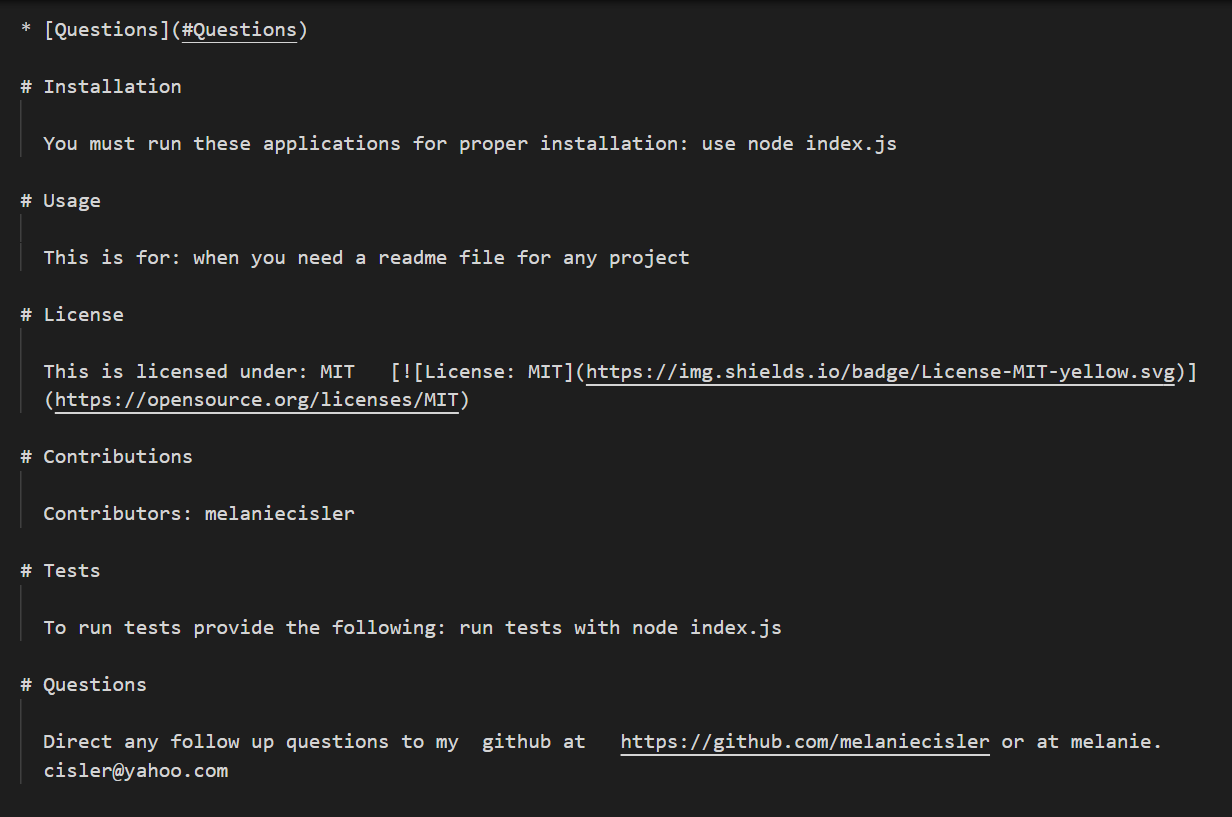 * [Questions](#Questions)
# Installation
You must run these applications for proper installation: use node index.js
# Usage
This is for: when you need a readme file for any project
# License
This is licensed under: MIT   [![License: MIT](https://img.shields.io/badge/License-MIT-yellow.svg)]
(https://opensource.org/licenses/MIT)
# Contributions
Contributors: melaniecisler
# Tests
To run tests provide the following: run tests with node index.js
# Questions
Direct any follow up questions to my  github at   https://github.com/melaniecisler or at melanie.
cisler@yahoo.com